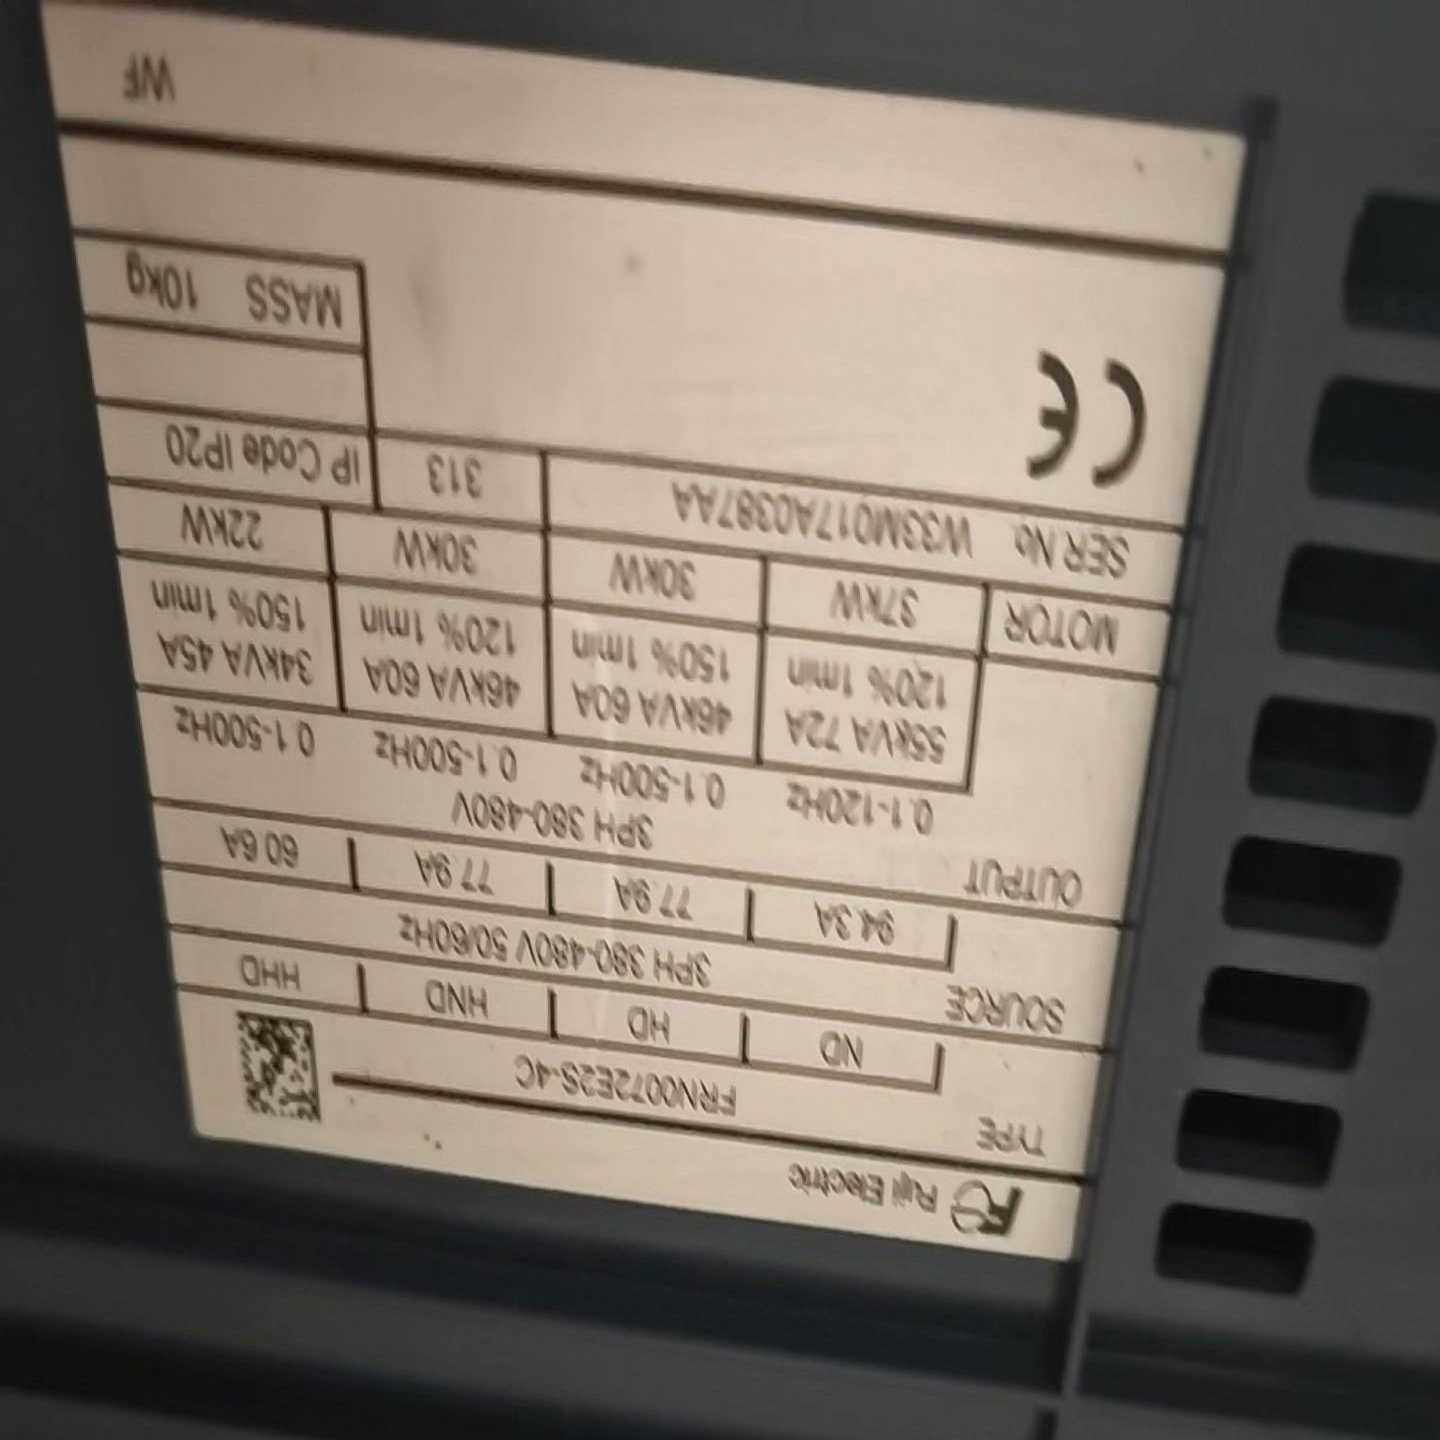 Fuji Electric
TYPE FRN0072E2S-4C
ND HD HND HHD
SOURCE 3PH 380-480V 50/60Hz
94.3A 77.9A 77.9A 60.6A
OUTPUT 3PH 380-480V
0.1-120Hz 0.1-500Hz 0.1-500Hz 0.1-500Hz
55kVA 72A 46kVA 60A 46kVA 60A 34kVA 45A
120% 1min 150% 1min 120% 1min 150% 1min
MOTOR 37kW 30kW 30kW 22kW
SER.No. W33M017A0387AA 313 IP Code IP20
CE
MASS 10kg
WF